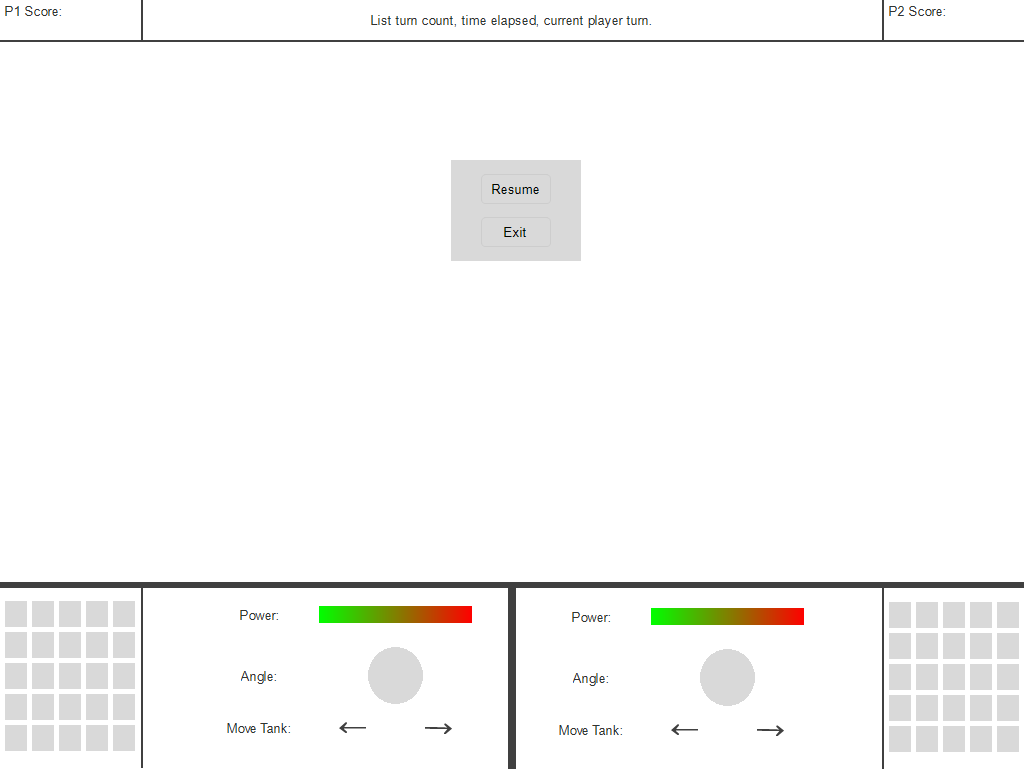 P1 Score:
List turn count, time elapsed, current player turn.
P2 Score:
Resume
Exit
Power:
Angle:
Move Tank:
Power:
Angle:
Move Tank: